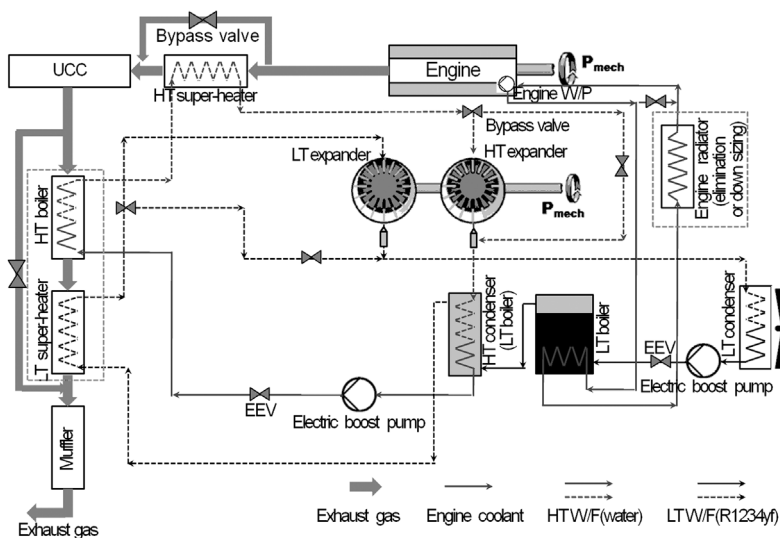 Bypass valve
UCC
HT super-heater
Engine
Pmech
Engine W/P
Bypass valve
LT expander
HT expander
Pmech
Engine radiator
(elimination
or down sizing)
HT boiler
LT super-heater
HT condenser
(LT boiler)
LT boiler
LT condenser
EEV
Electric boost pump
EEV
Electric boost pump
Muffler
Exhaust gas
Exhaust gas
Engine coolant
HT W/F(water)
LT W/F(R1234yf)